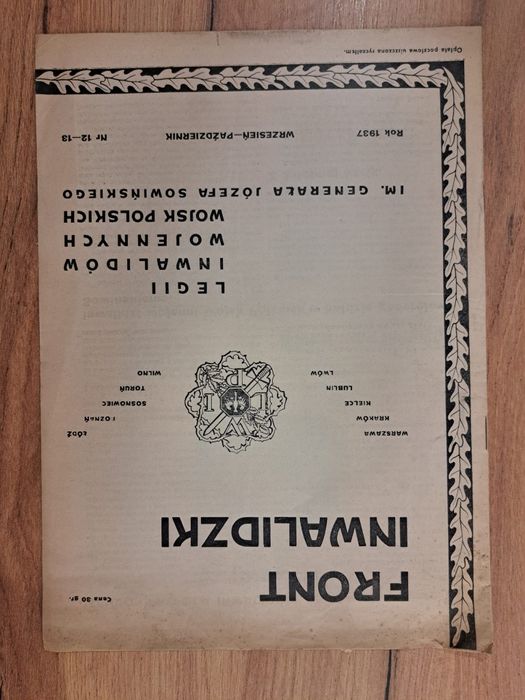 Cena 30 gr.
FRONT
INWALIDZKI
WARSZAWA
KRAKÓW
KIELCE
LUBLIN
LWÓW
ŁÓDŹ
POZNAŃ
SOSNOWIEC
TORUŃ
WILNO
L I W P
LEGII
INWALIDÓW
WOJENNYCH
WOJSK POLSKICH
IM. GENERAŁA JÓZEFA SOWIŃSKIEGO
Rok 1937 WRZESIEŃ—PAŹDZIERNIK Nr 12—13
Opłata pocztowa uiszczona ryczałtem.